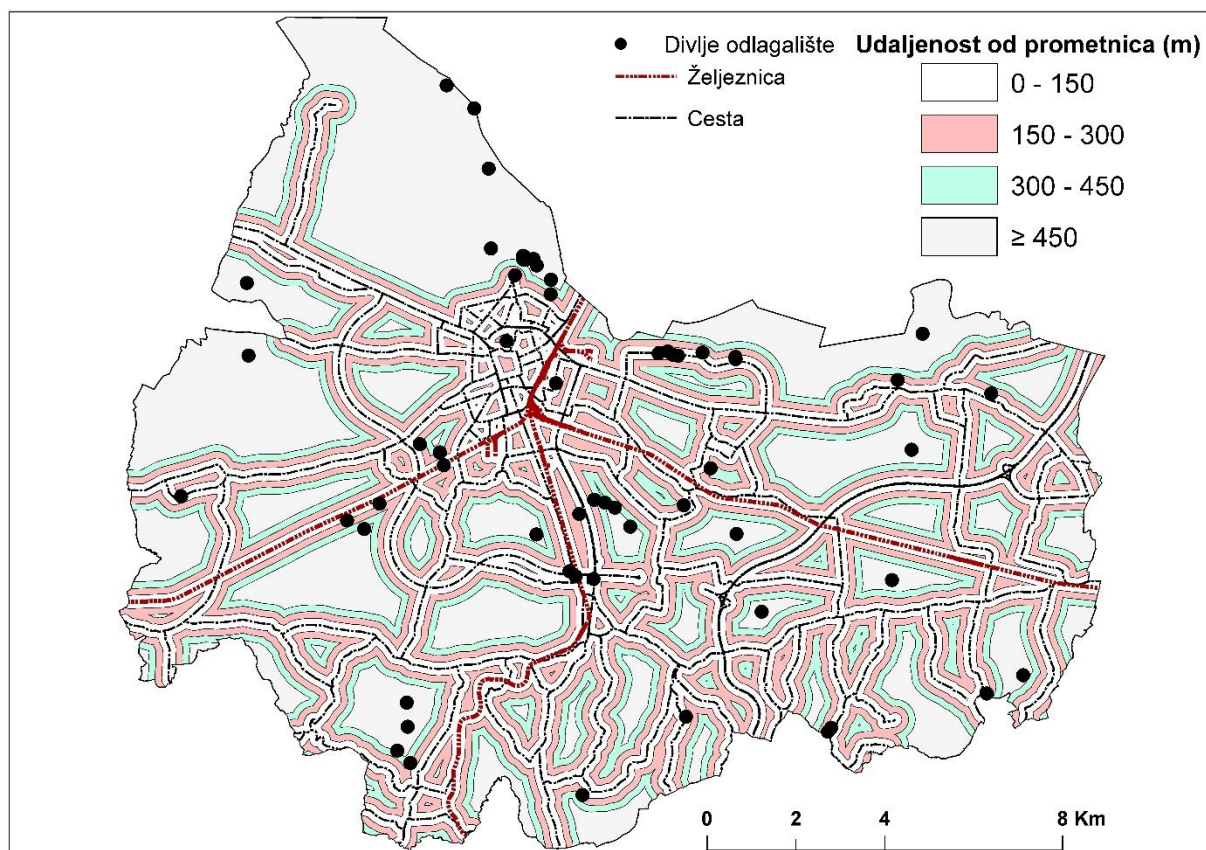 Divlje odlagalište
Željeznica
Cesta
Udaljenost od prometnica (m)
0 - 150
150 - 300
300 - 450
≥ 450
0 2 4 8 Km